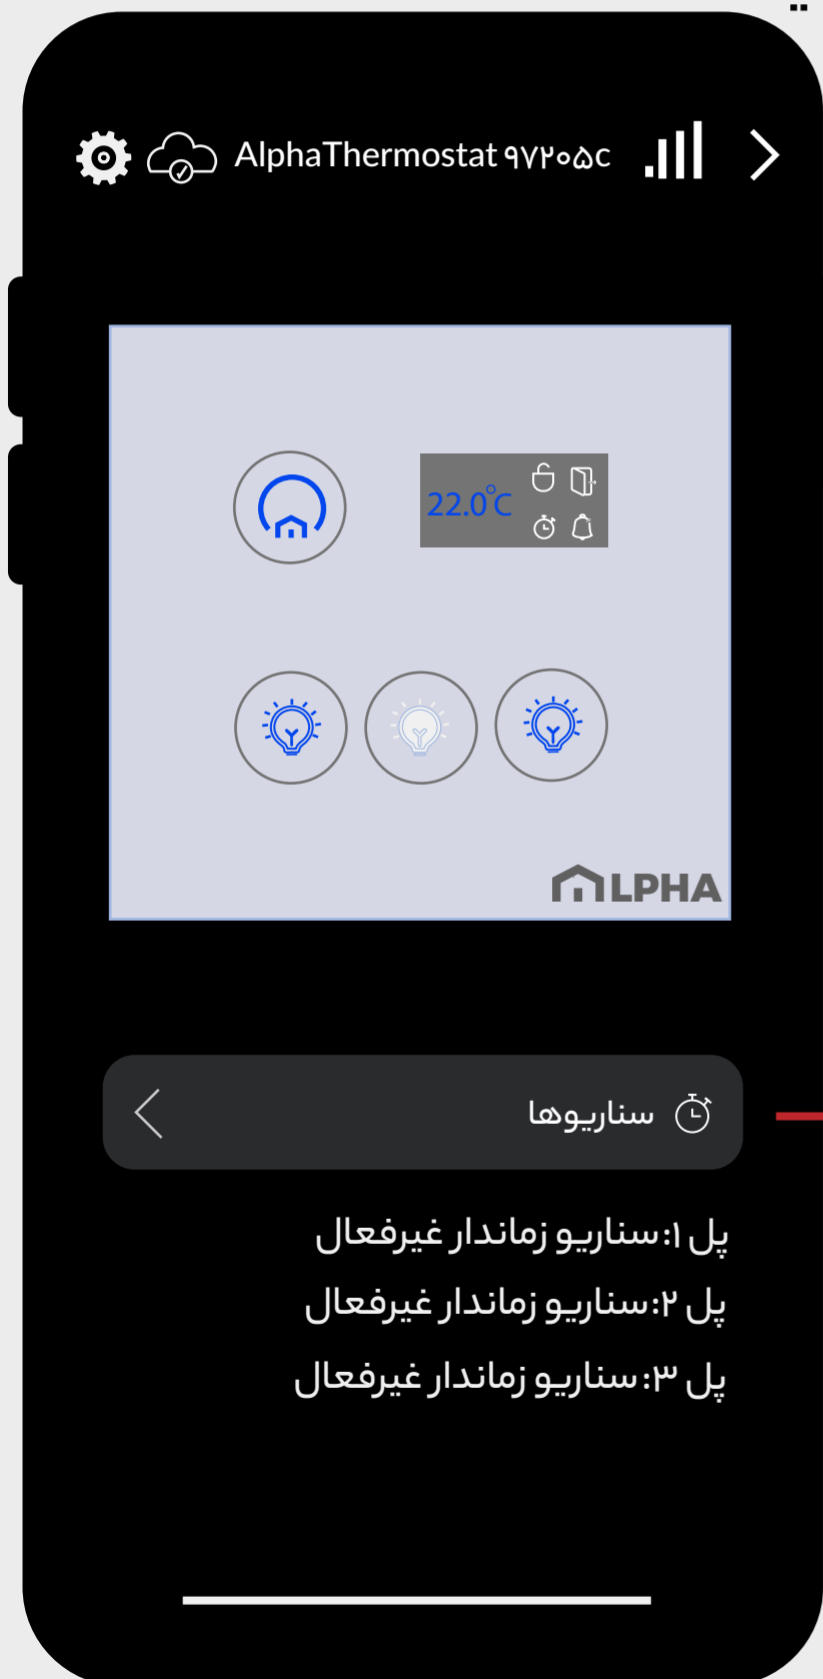 AlphaThermostat ۹۷۲۰۵c
22.0°C
ALPHA
سناریوها
پل ۱:سناریو زماندار غیرفعال
پل ۲:سناریو زماندار غیرفعال
پل ۳:سناریو زماندار غیرفعال